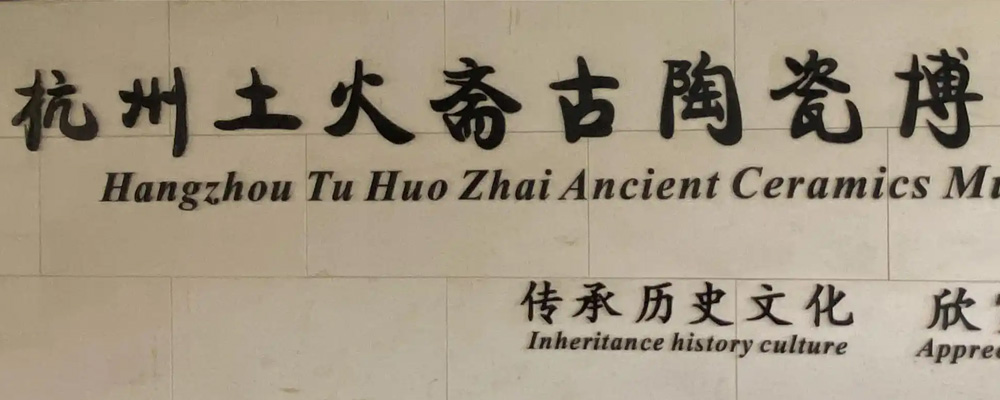 杭州土火斋古陶瓷博
Hangzhou Tu Huo Zhai Ancient Ceramics
传承历史文化 欣
Inheritance history culture